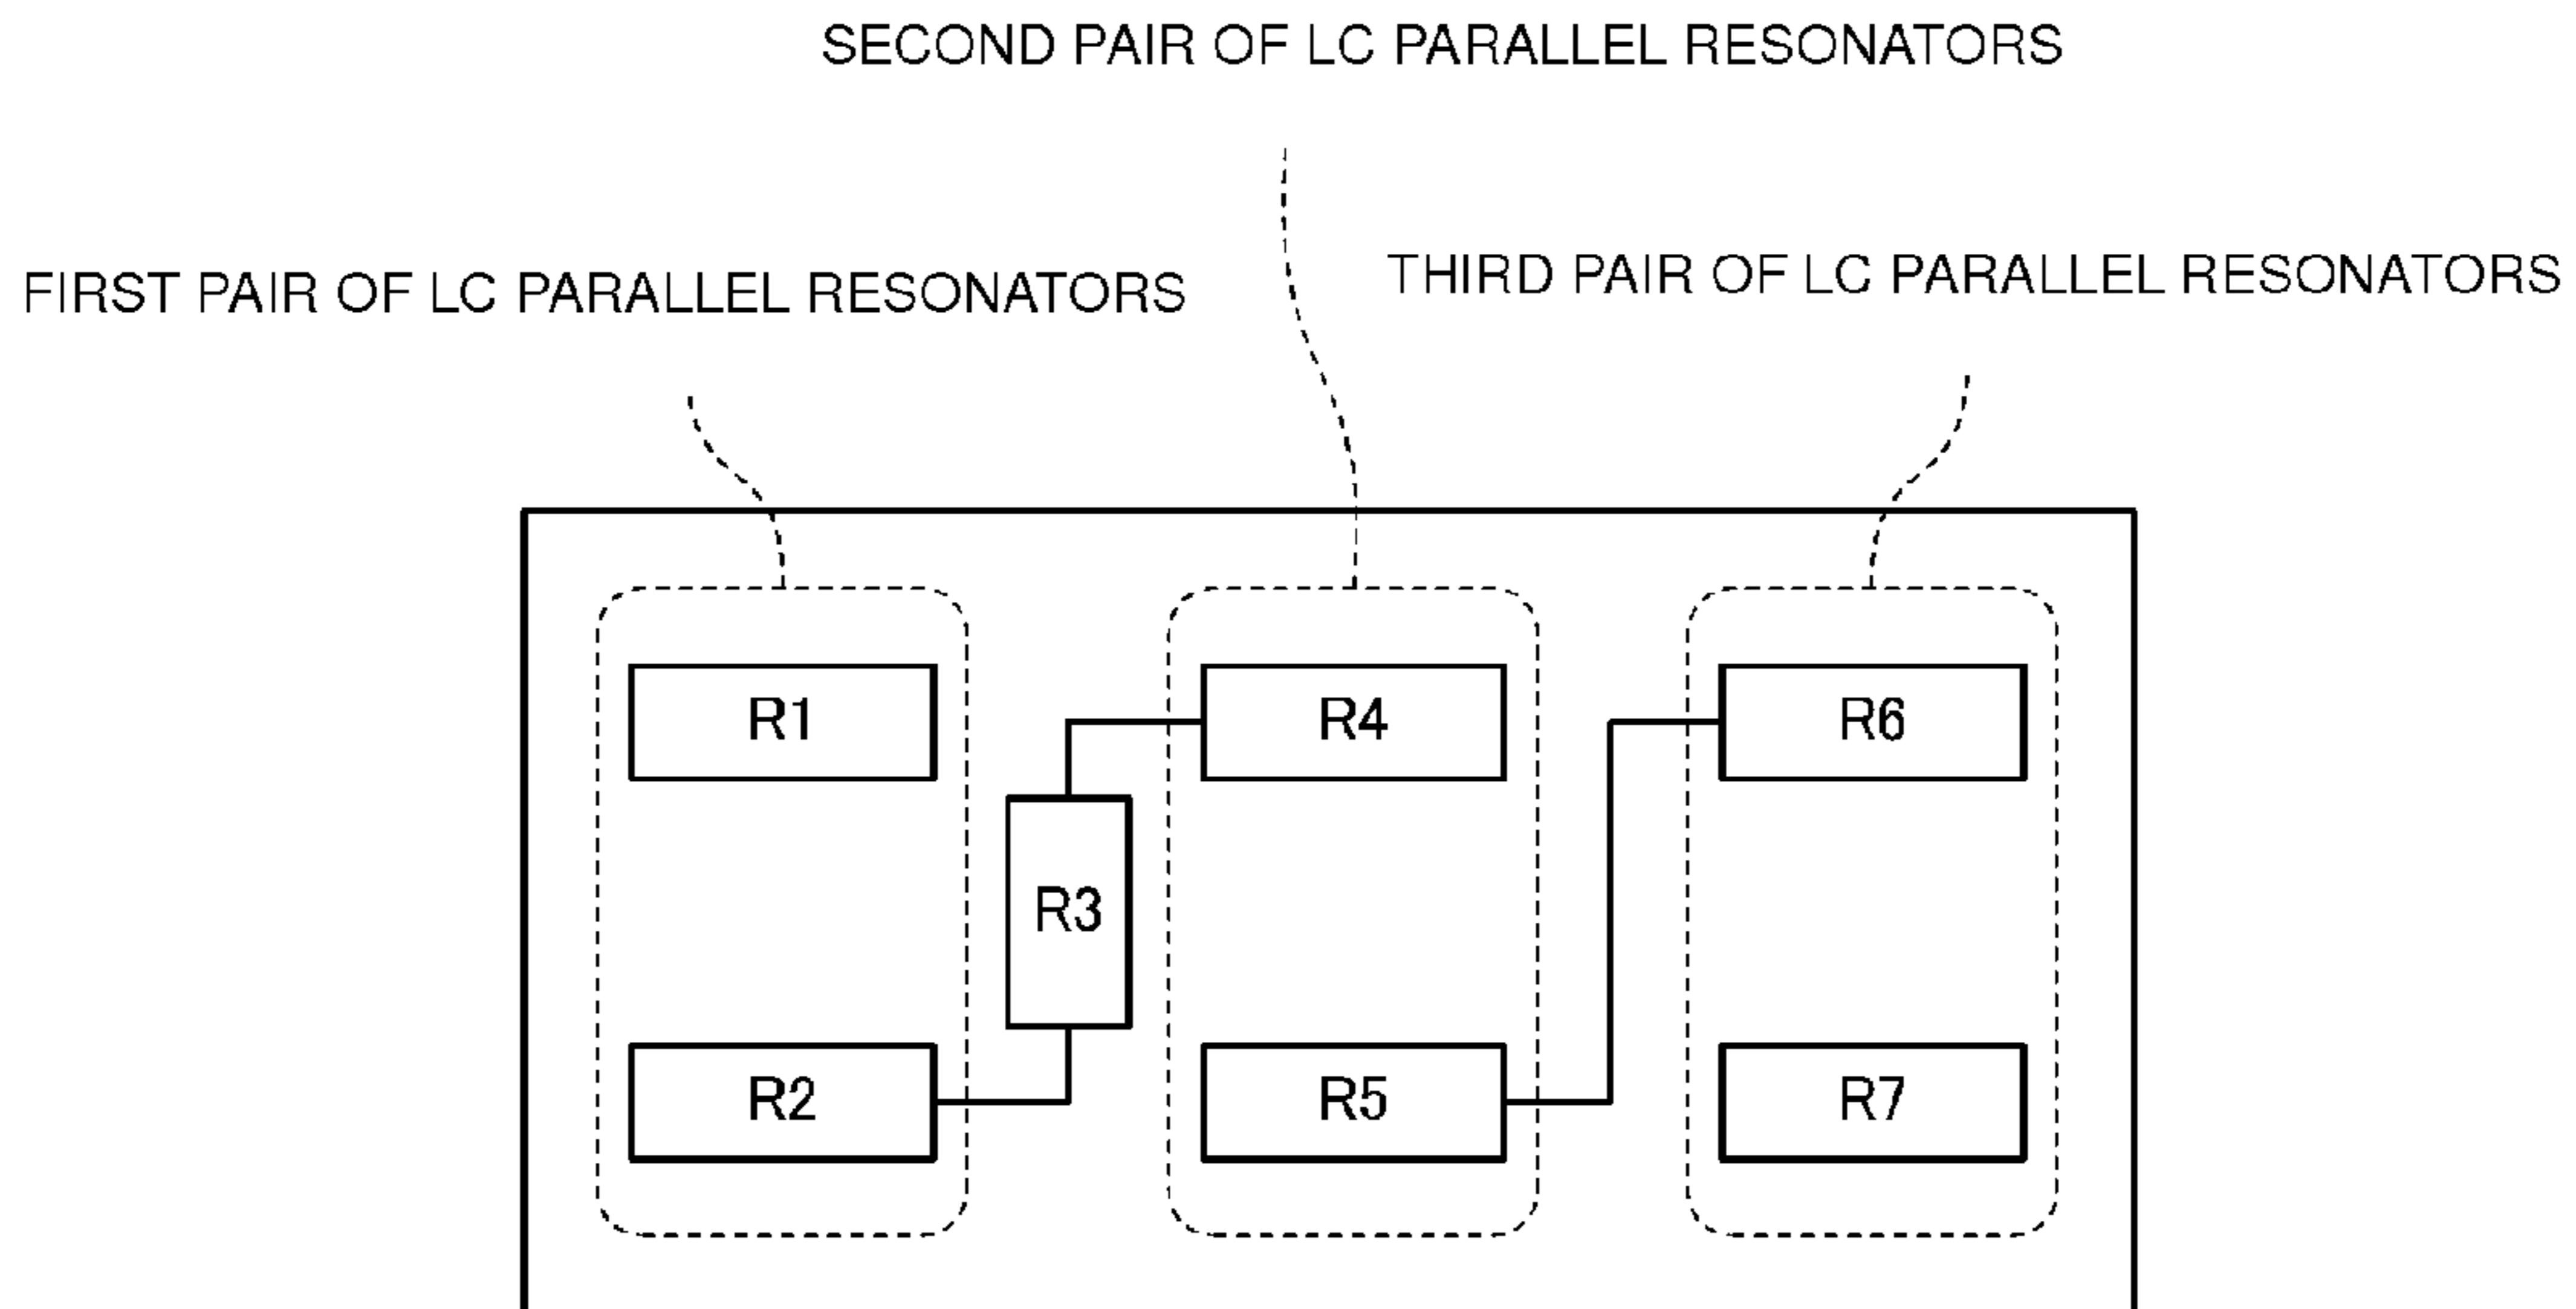 SECOND PAIR OF LC PARALLEL RESONATORS
FIRST PAIR OF LC PARALLEL RESONATORS
THIRD PAIR OF LC PARALLEL RESONATORS
R1
R4
R6
R3
R2
R5
R7